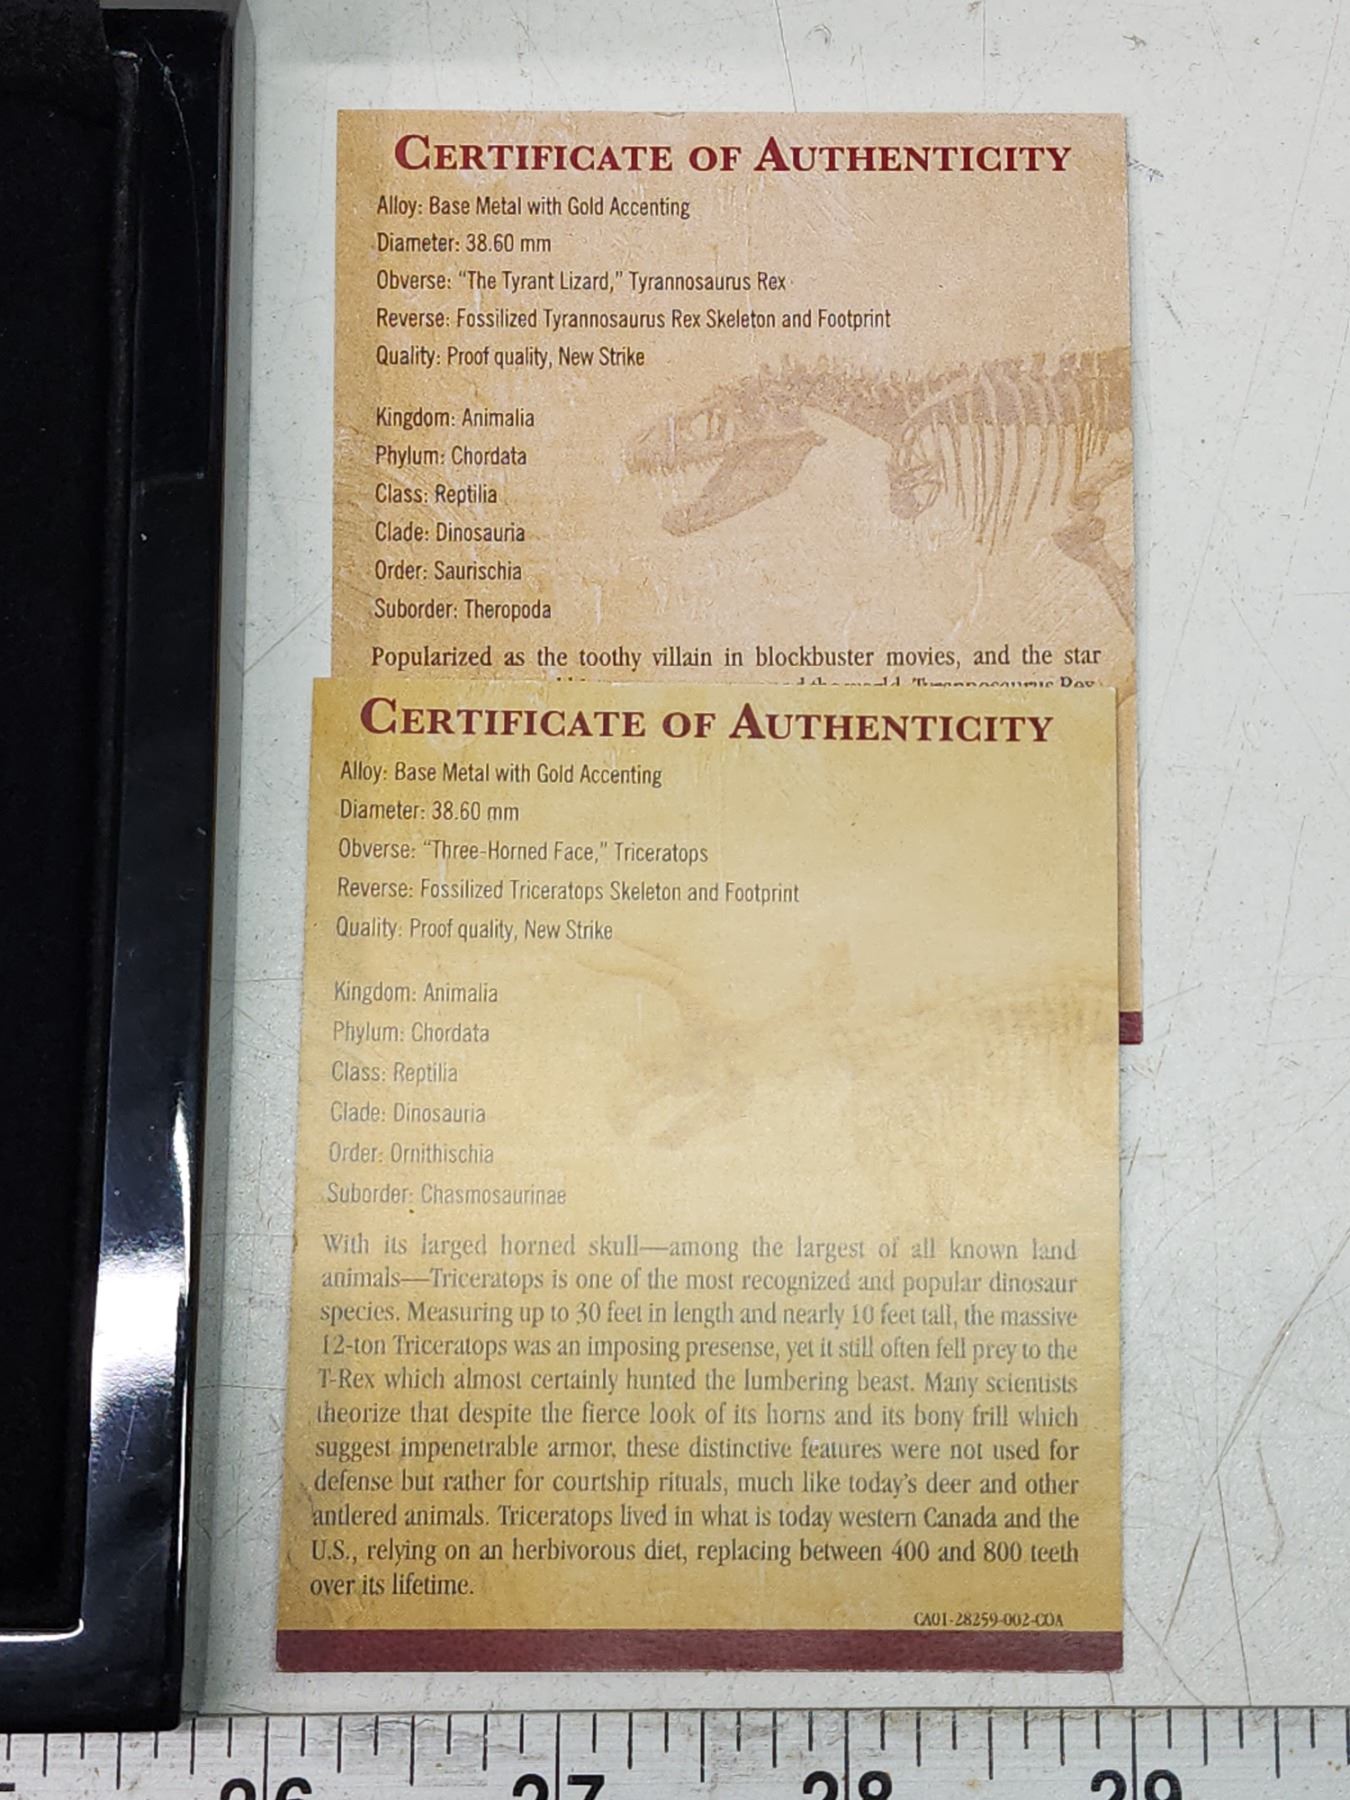 CERTIFICATE OF AUTHENTICITY
Alloy: Base Metal with Gold Accenting
Diameter: 38.60 mm
Obverse: “The Tyrant Lizard,” Tyrannosaurus Rex
Reverse: Fossilized Tyrannosaurus Rex Skeleton and Footprint
Quality: Proof quality, New Strike
Kingdom: Animalia
Phylum: Chordata
Class: Reptilia
Clade: Dinosauria
Order: Saurischia
Suborder: Theropoda
Popularized as the toothy villain in blockbuster movies, and the star
the world, Tyrannosaurus Rex
CERTIFICATE OF AUTHENTICITY
Alloy: Base Metal with Gold Accenting
Diameter: 38.60 mm
Obverse: “Three-Horned Face,” Triceratops
Reverse: Fossilized Triceratops Skeleton and Footprint
Quality: Proof quality, New Strike
Kingdom: Animalia
Phylum: Chordata
Class: Reptilia
Clade: Dinosauria
Order: Ornithischia
Suborder: Chasmosaurinae
With its larged horned skull—among the largest of all known land
animals—Triceratops is one of the most recognized and popular dinosaur
species. Measuring up to 30 feet in length and nearly 10 feet tall, the massive
12-ton Triceratops was an imposing presense, yet it still often fell prey to the
T-Rex which almost certainly hunted the lumbering beast. Many scientists
theorize that despite the fierce look of its horns and its bony frill which
suggest impenetrable armor, these distinctive features were not used for
defense but rather for courtship rituals, much like today’s deer and other
antlered animals. Triceratops lived in what is today western Canada and the
U.S., relying on an herbivorous diet, replacing between 400 and 800 teeth
over its lifetime.
CA01-28259-002-COA
26 27 28 29